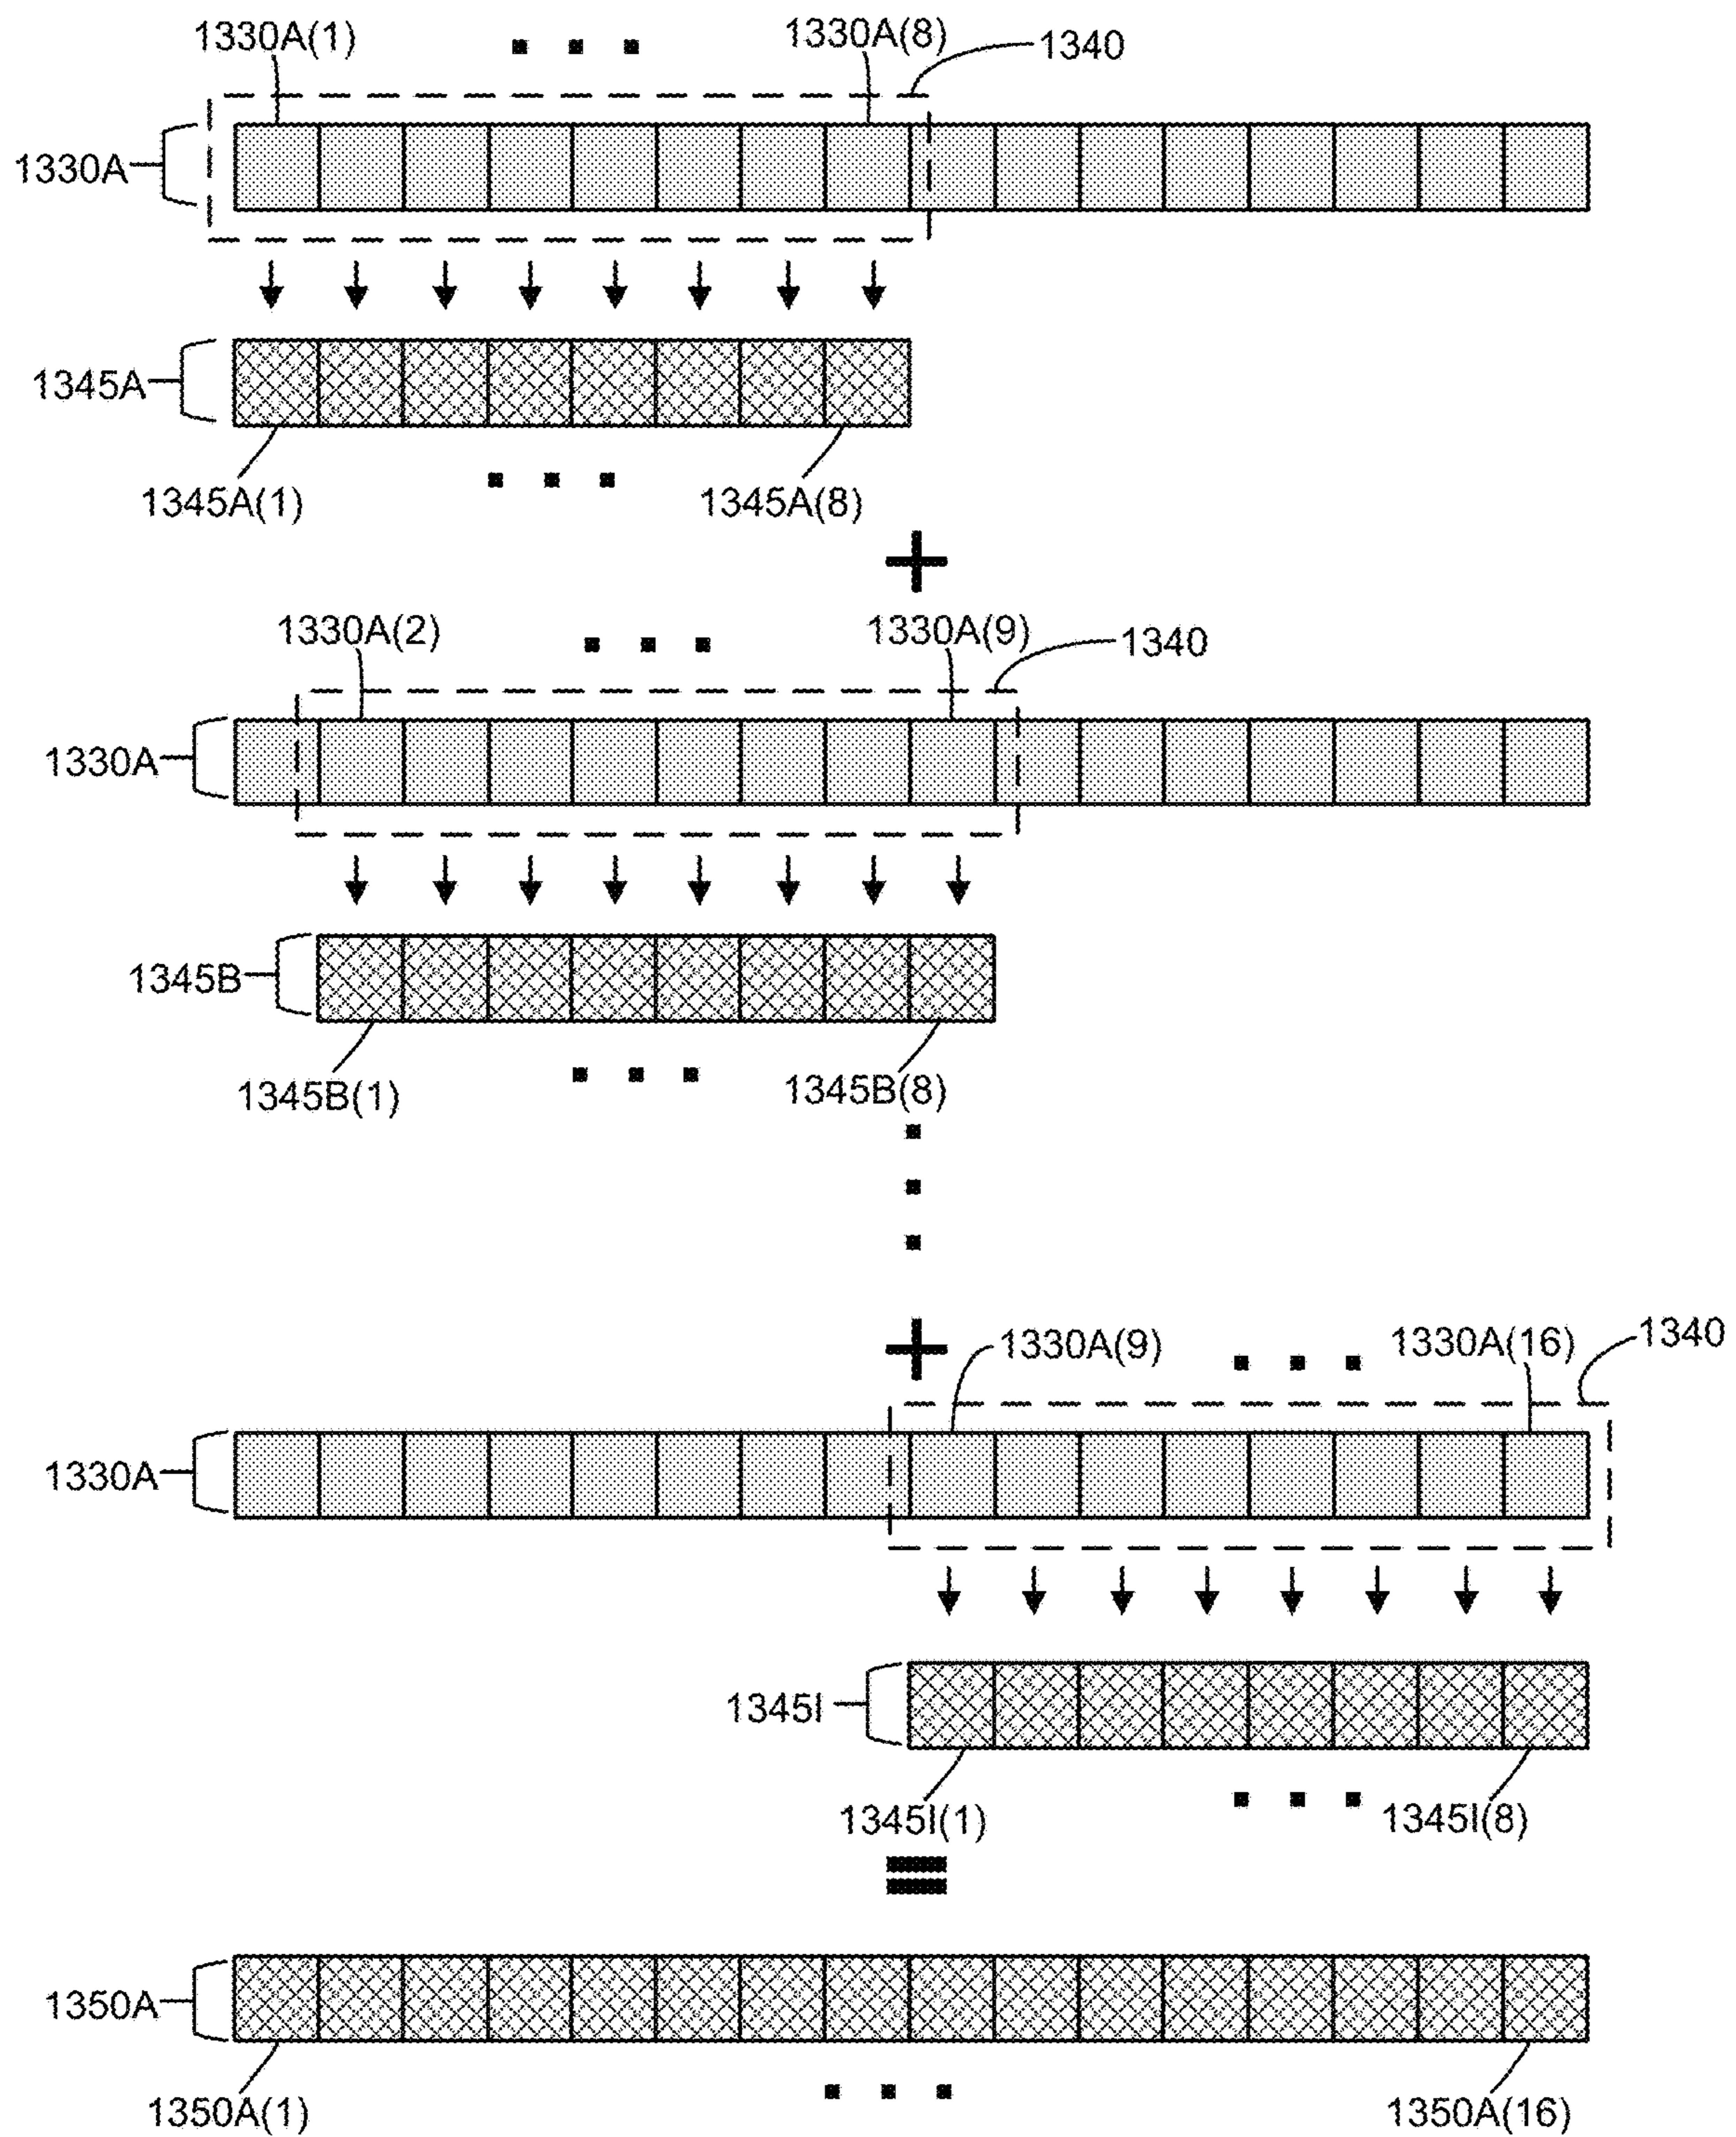 1330A(1) 1330A(8) 1340
1330A
1345A
1345A(1) 1345A(8)
+
1330A(2) 1330A(9) 1340
1330A
1345B
1345B(1) 1345B(8)
+
1330A(9) 1330A(16) 1340
1330A
1345I
1345I(1) 1345I(8)
=
1350A
1350A(1) 1350A(16)